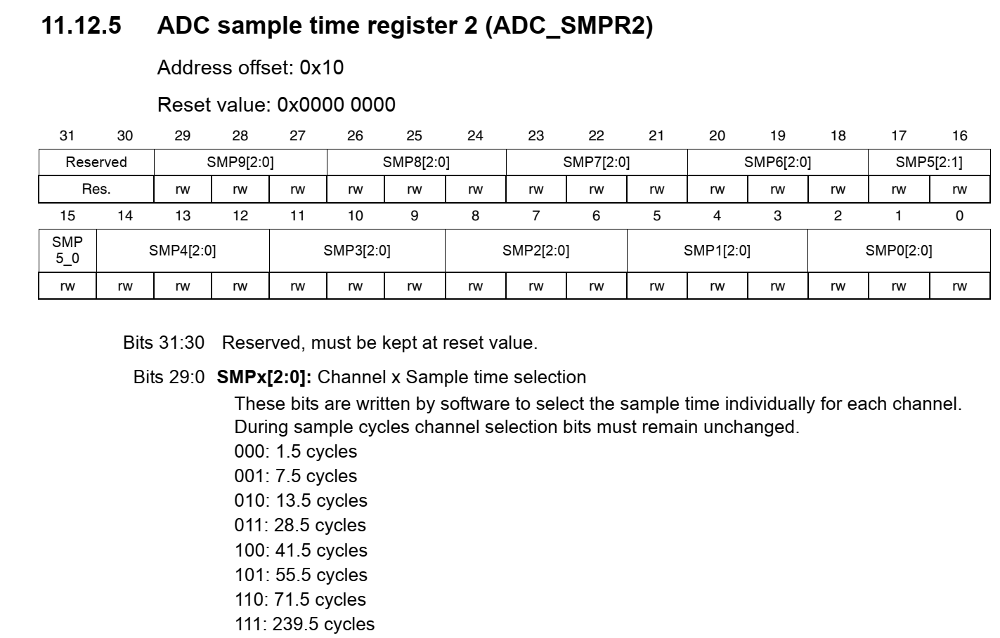 11.12.5 ADC sample time register 2 (ADC_SMPR2)
Address offset: 0x10
Reset value: 0x0000 0000
31 30 29 28 27 26 25 24 23 22 21 20 19 18 17 16
Reserved SMP9[2:0] SMP8[2:0] SMP7[2:0] SMP6[2:0] SMP5[2:1]
Res. rw rw rw rw rw rw rw rw rw rw rw rw rw rw
15 14 13 12 11 10 9 8 7 6 5 4 3 2 1 0
SMP
5_0 SMP4[2:0] SMP3[2:0] SMP2[2:0] SMP1[2:0] SMP0[2:0]
rw rw rw rw rw rw rw rw rw rw rw rw rw rw rw rw
Bits 31:30 Reserved, must be kept at reset value.
Bits 29:0 SMPx[2:0]: Channel x Sample time selection
These bits are written by software to select the sample time individually for each channel.
During sample cycles channel selection bits must remain unchanged.
000: 1.5 cycles
001: 7.5 cycles
010: 13.5 cycles
011: 28.5 cycles
100: 41.5 cycles
101: 55.5 cycles
110: 71.5 cycles
111: 239.5 cycles